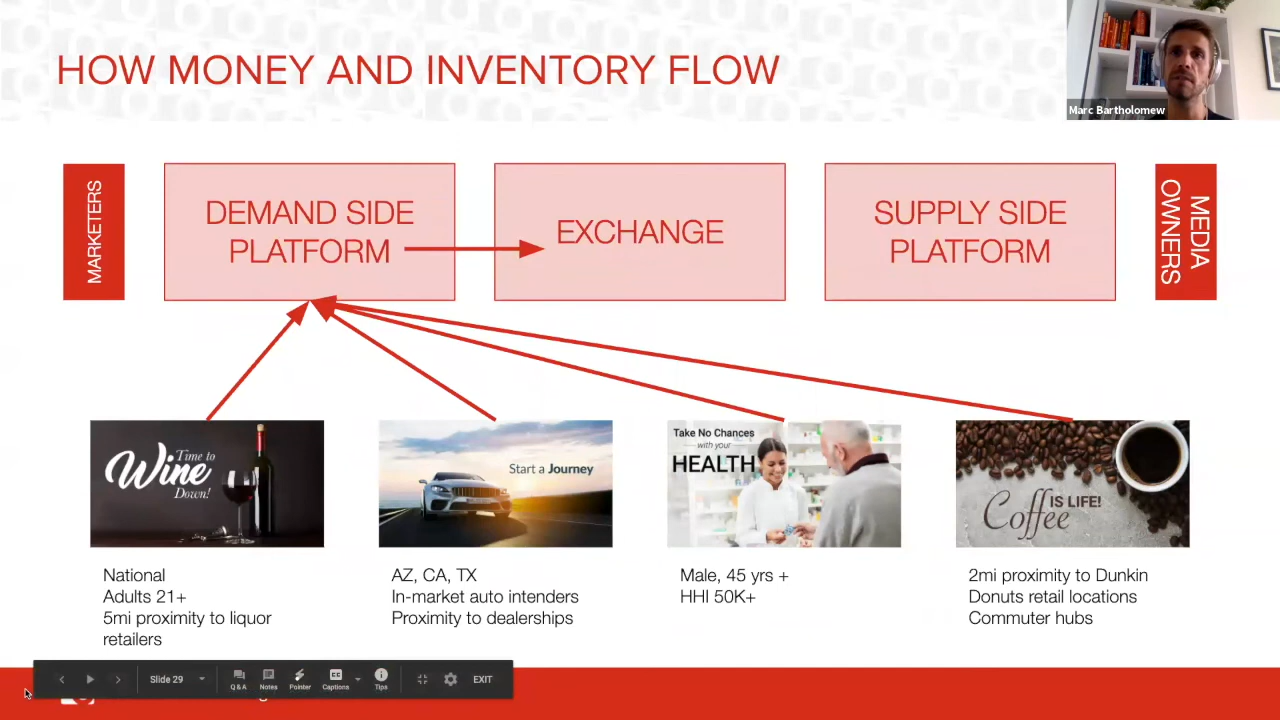 HOW MONEY AND INVENTORY FLOW
Marc Bartholomew
MARKETERS
DEMAND SIDE
PLATFORM
EXCHANGE
SUPPLY SIDE
PLATFORM
MEDIA
OWNERS
Time to
Wine
Down!
Start a Journey
Take No Chances
with your
HEALTH
Coffee IS LIFE!
National
Adults 21+
5mi proximity to liquor
retailers
AZ, CA, TX
In-market auto intenders
Proximity to dealerships
Male, 45 yrs +
HHI 50K+
2mi proximity to Dunkin
Donuts retail locations
Commuter hubs
Slide 29
Q&A
Notes
Pointer
CC
Captions
Tips
EXIT